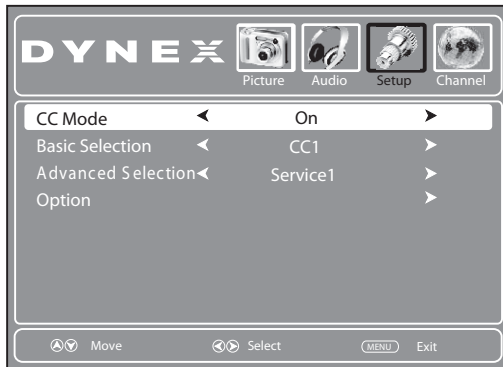 DYNEX
Picture Audio Setup Channel
CC Mode On
Basic Selection CC1
Advanced Selection Service1
Option
Move Select MENU Exit